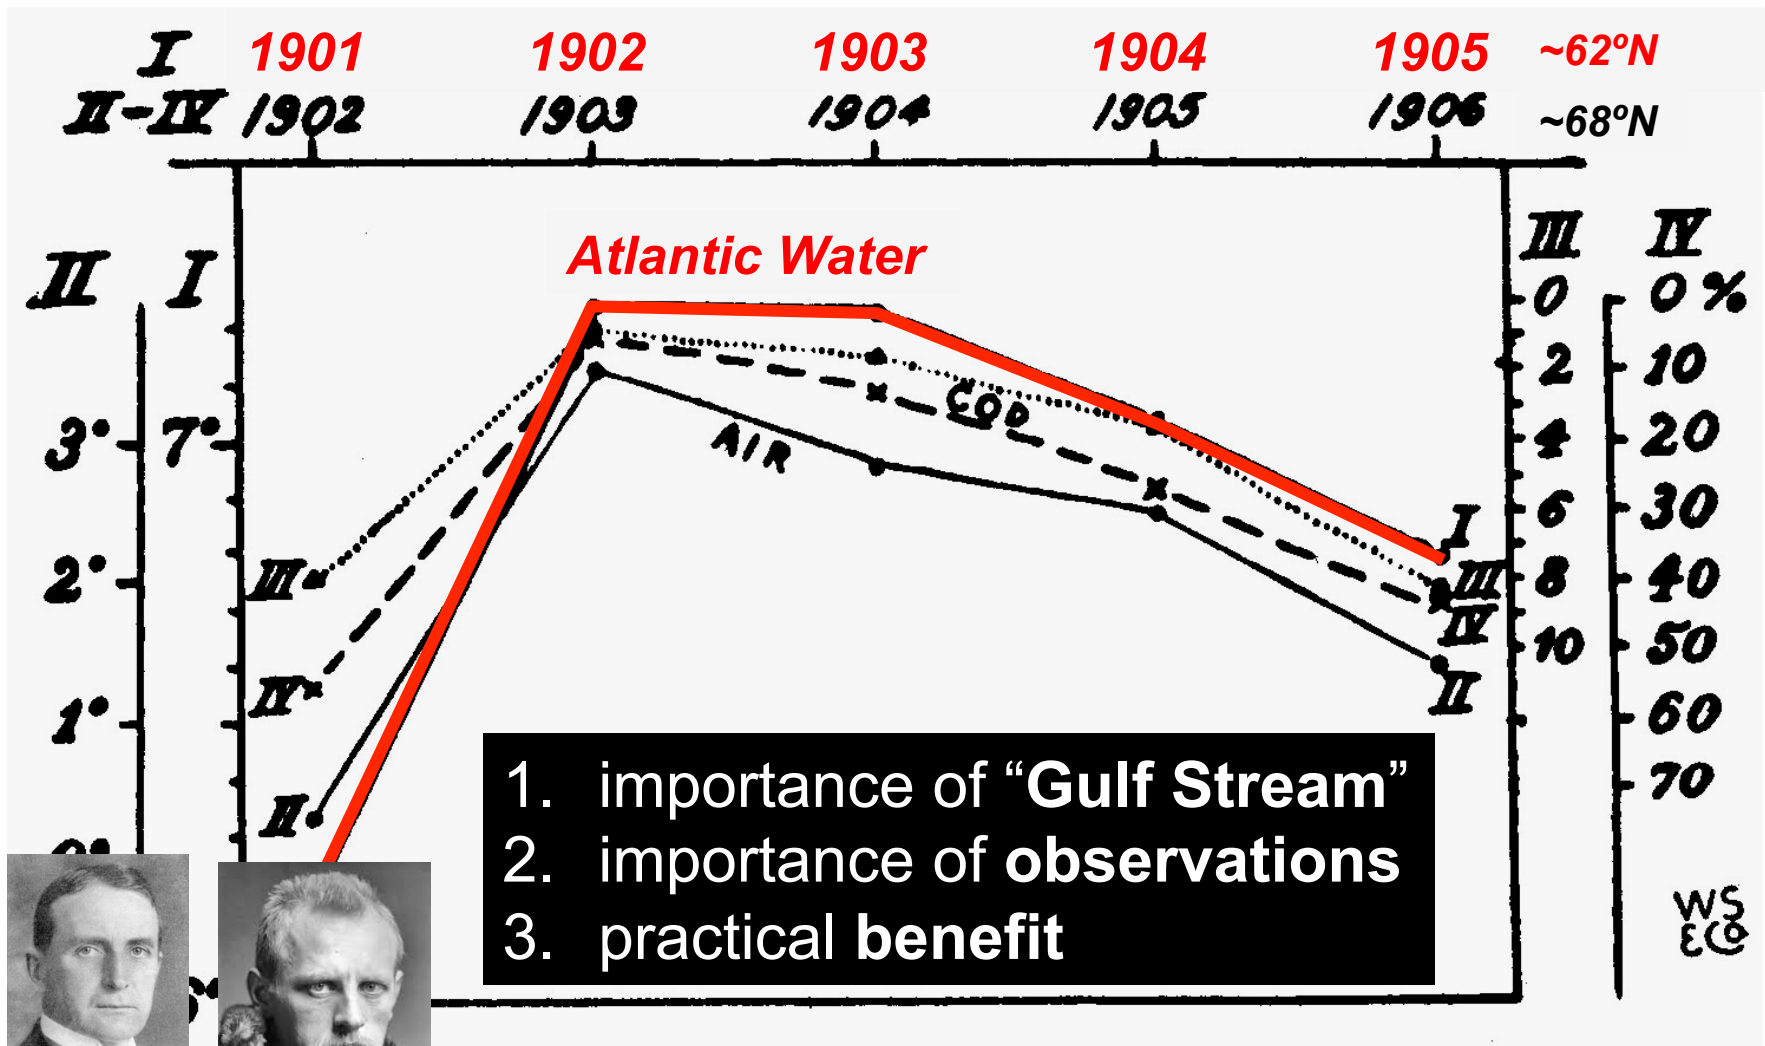 I 1901 1902 1903 1904 1905 ~62ºN
II-IV 1902 1903 1904 1905 1906 ~68ºN
Atlantic Water
II I III IV
0 0%
2 10
3° 7° 4 20
6 30
2° 8 40
10 50
1° 60
70
COD
AIR
III
IV
II
I
III
IV
II
1. importance of “Gulf Stream”
2. importance of observations
3. practical benefit
WS
&Co